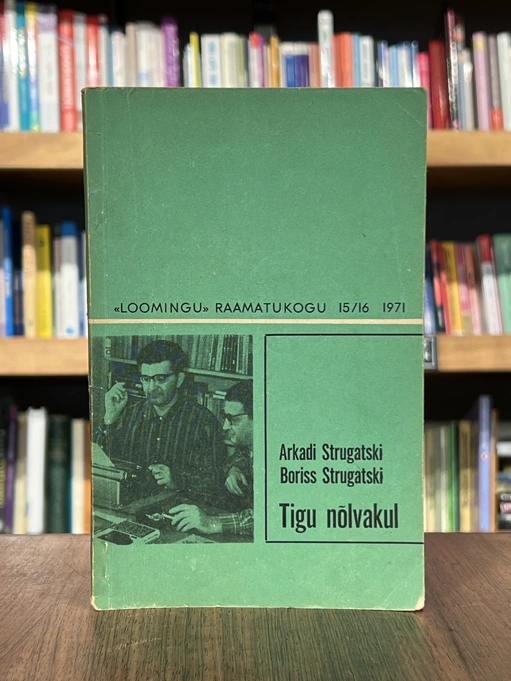 «LOOMINGU» RAAMATUKOGU 15/16 1971
Arkadi Strugatski
Boriss Strugatski
Tigu nõlvakul